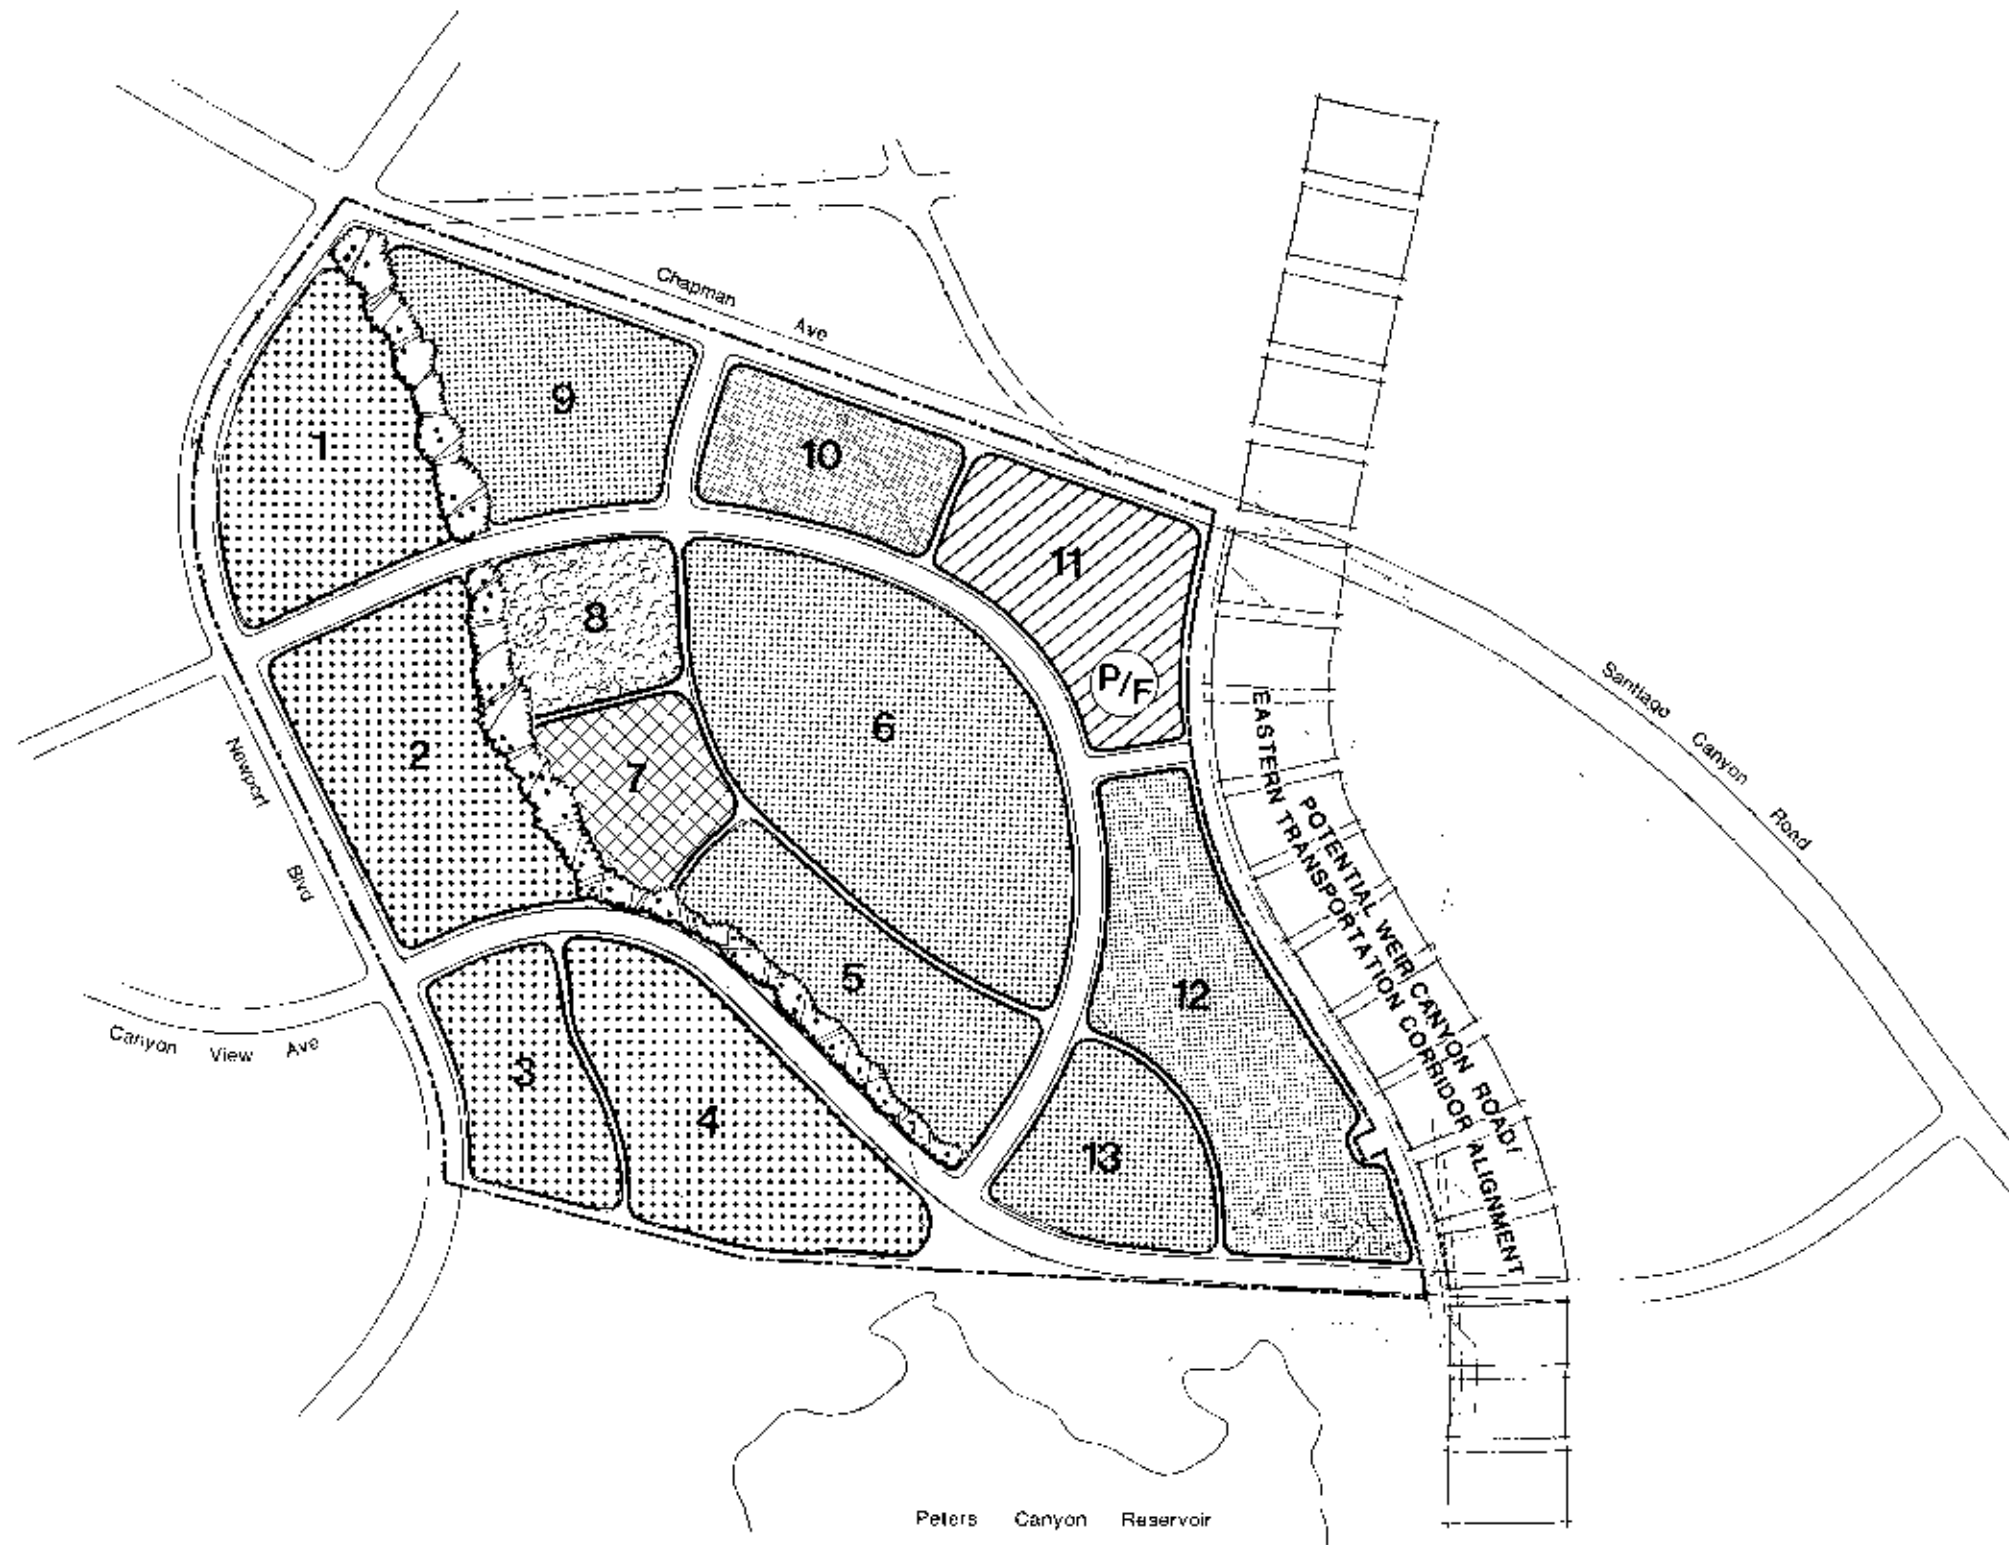 Chapman Ave
1
9
10
11
P/F
8
6
7
2
5
12
3
4
13
Newport Blvd
Canyon View Ave
Santiago Canyon Road
POTENTIAL WEIR CANYON ROAD/
EASTERN TRANSPORTATION CORRIDOR ALIGNMENT
Peters Canyon Reservoir